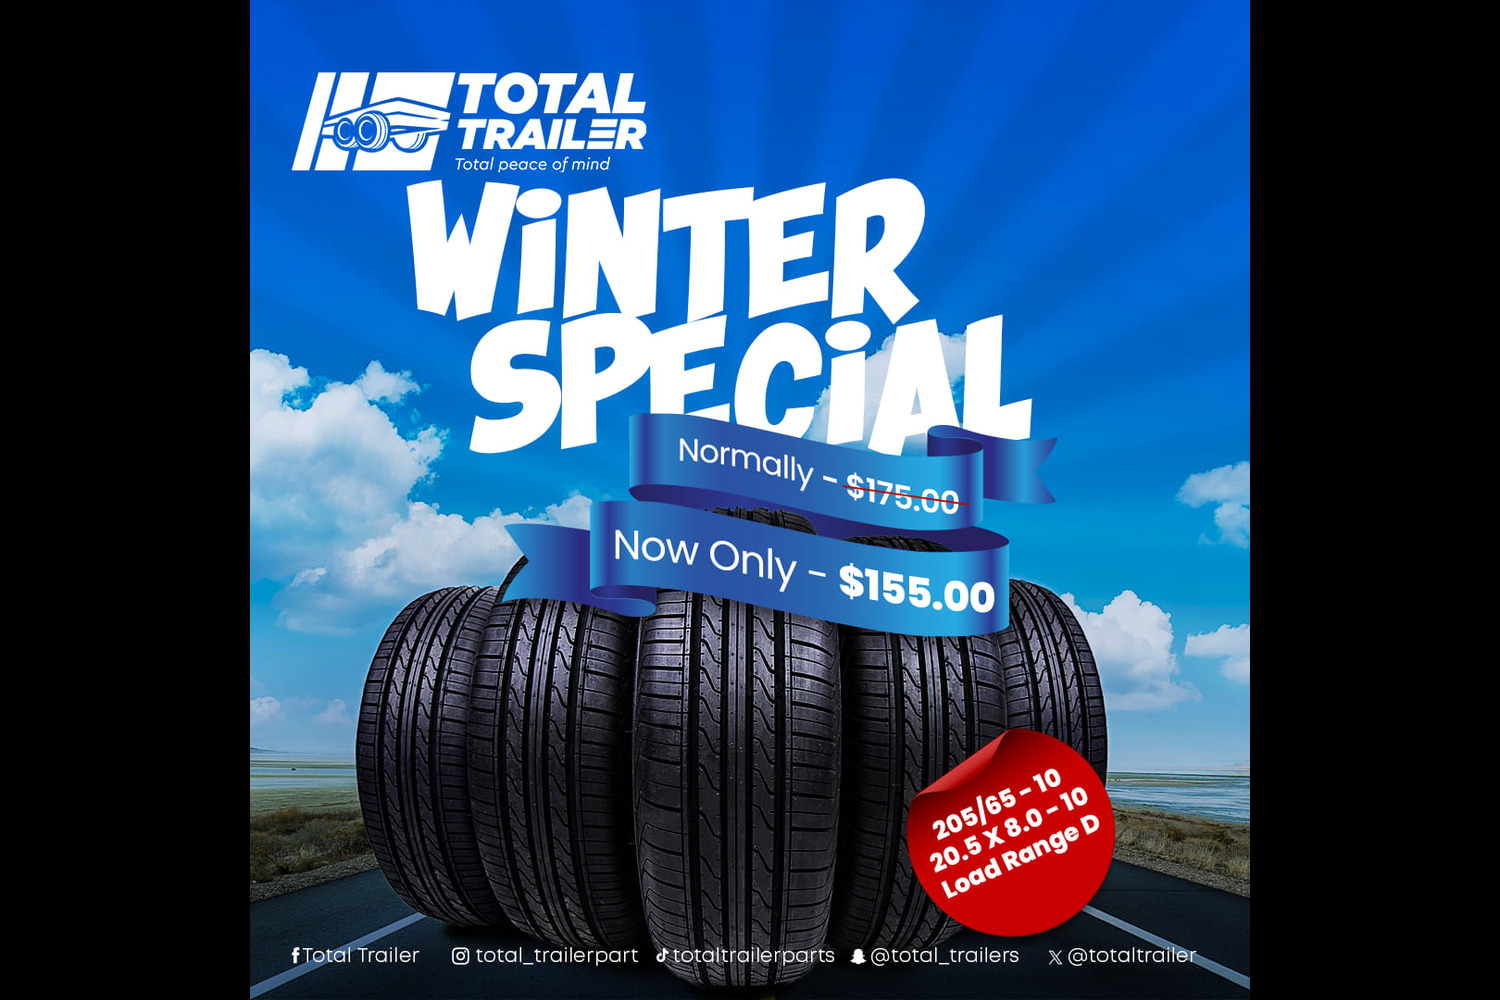 TOTAL
TRAILER
Total peace of mind
WiNTER
SPECiAL
Normally - $175.00
Now Only - $155.00
205/65 - 10
20.5 X 8.0 - 10
Load Range D
Total Trailer
total_trailerpart
totaltrailerparts
@total_trailers
@totaltrailer